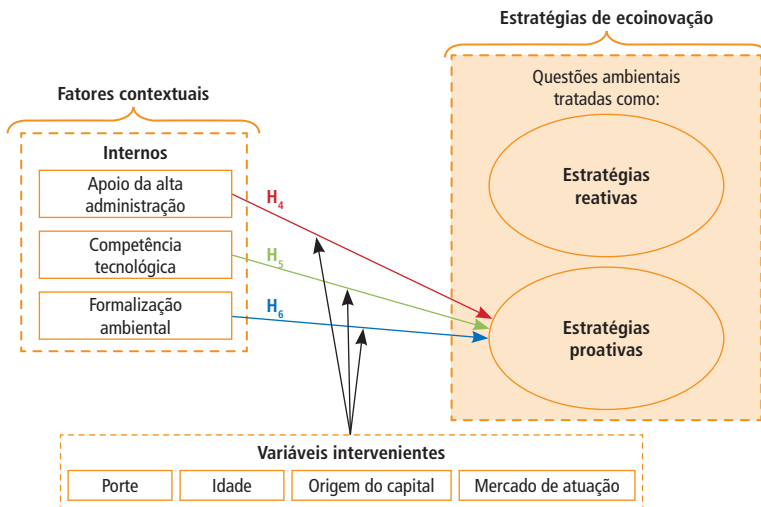 Estratégias de ecoinovação
Questões ambientais
tratadas como:
Fatores contextuais
Internos
Apoio da alta
administração
H4
Estratégias
reativas
Competência
tecnológica
H5
Formalização
ambiental
H6
Estratégias
proativas
Variáveis intervenientes
Porte
Idade
Origem do capital
Mercado de atuação